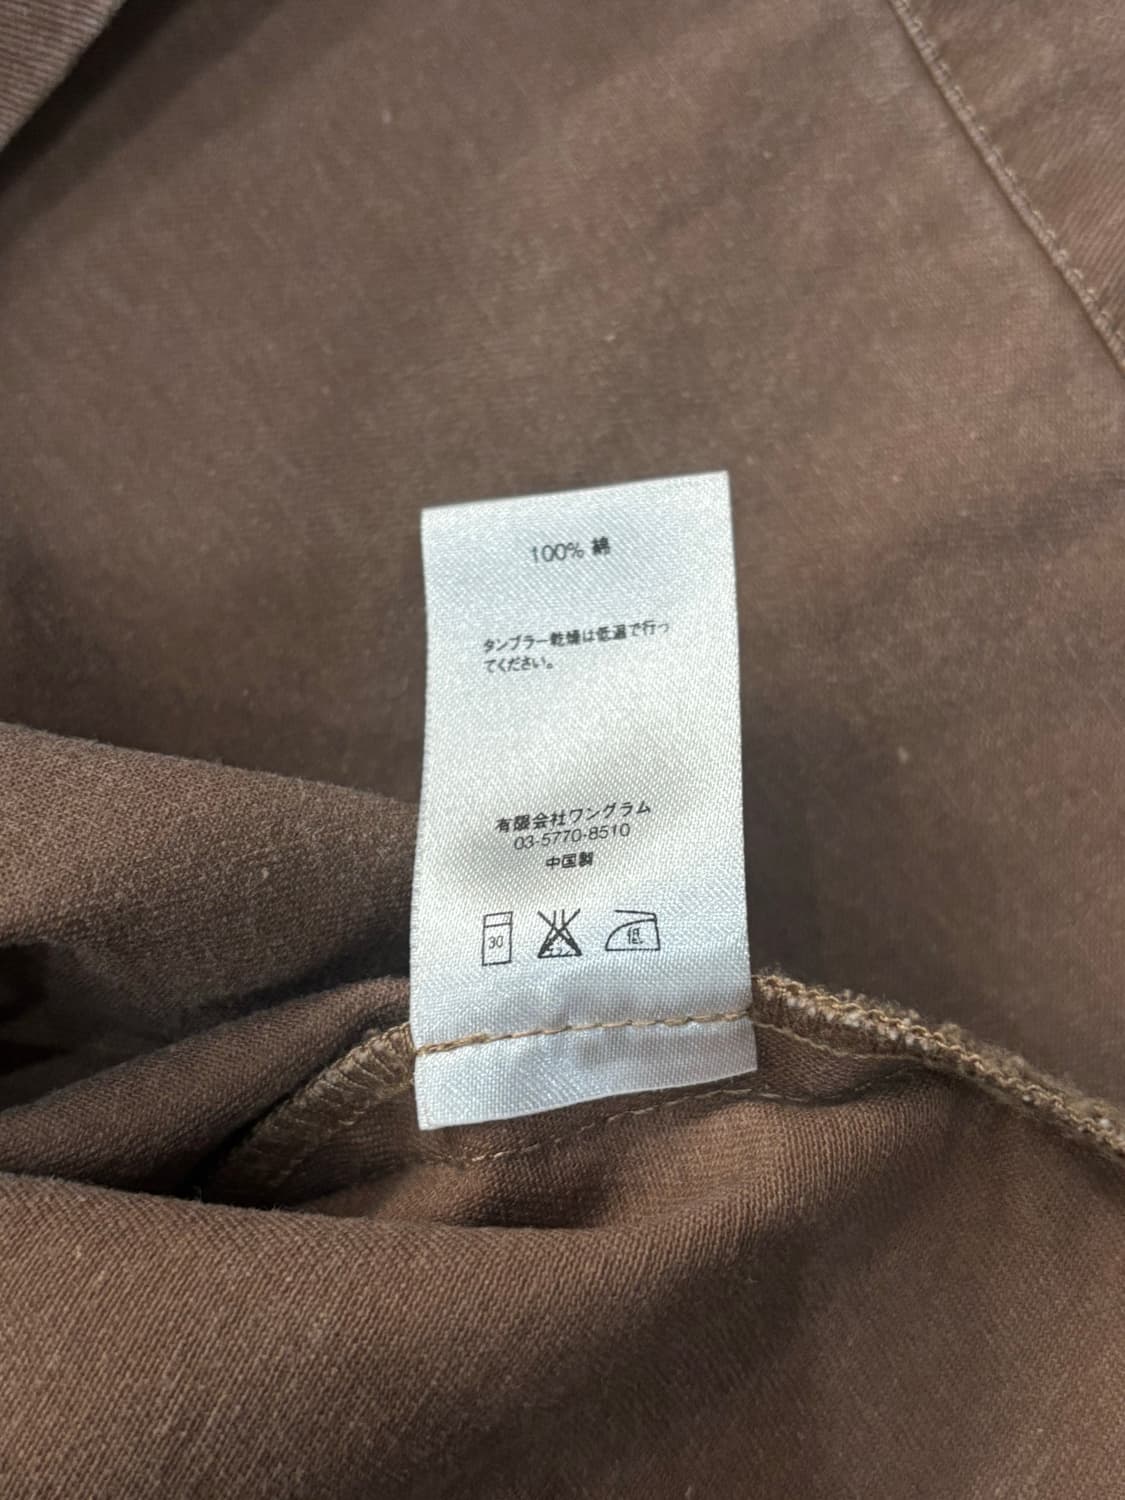 100% 綿
タンブラー乾燥は低温で行っ
てください。
有限会社ワングラム
03-5770-8510
中国製
30
低